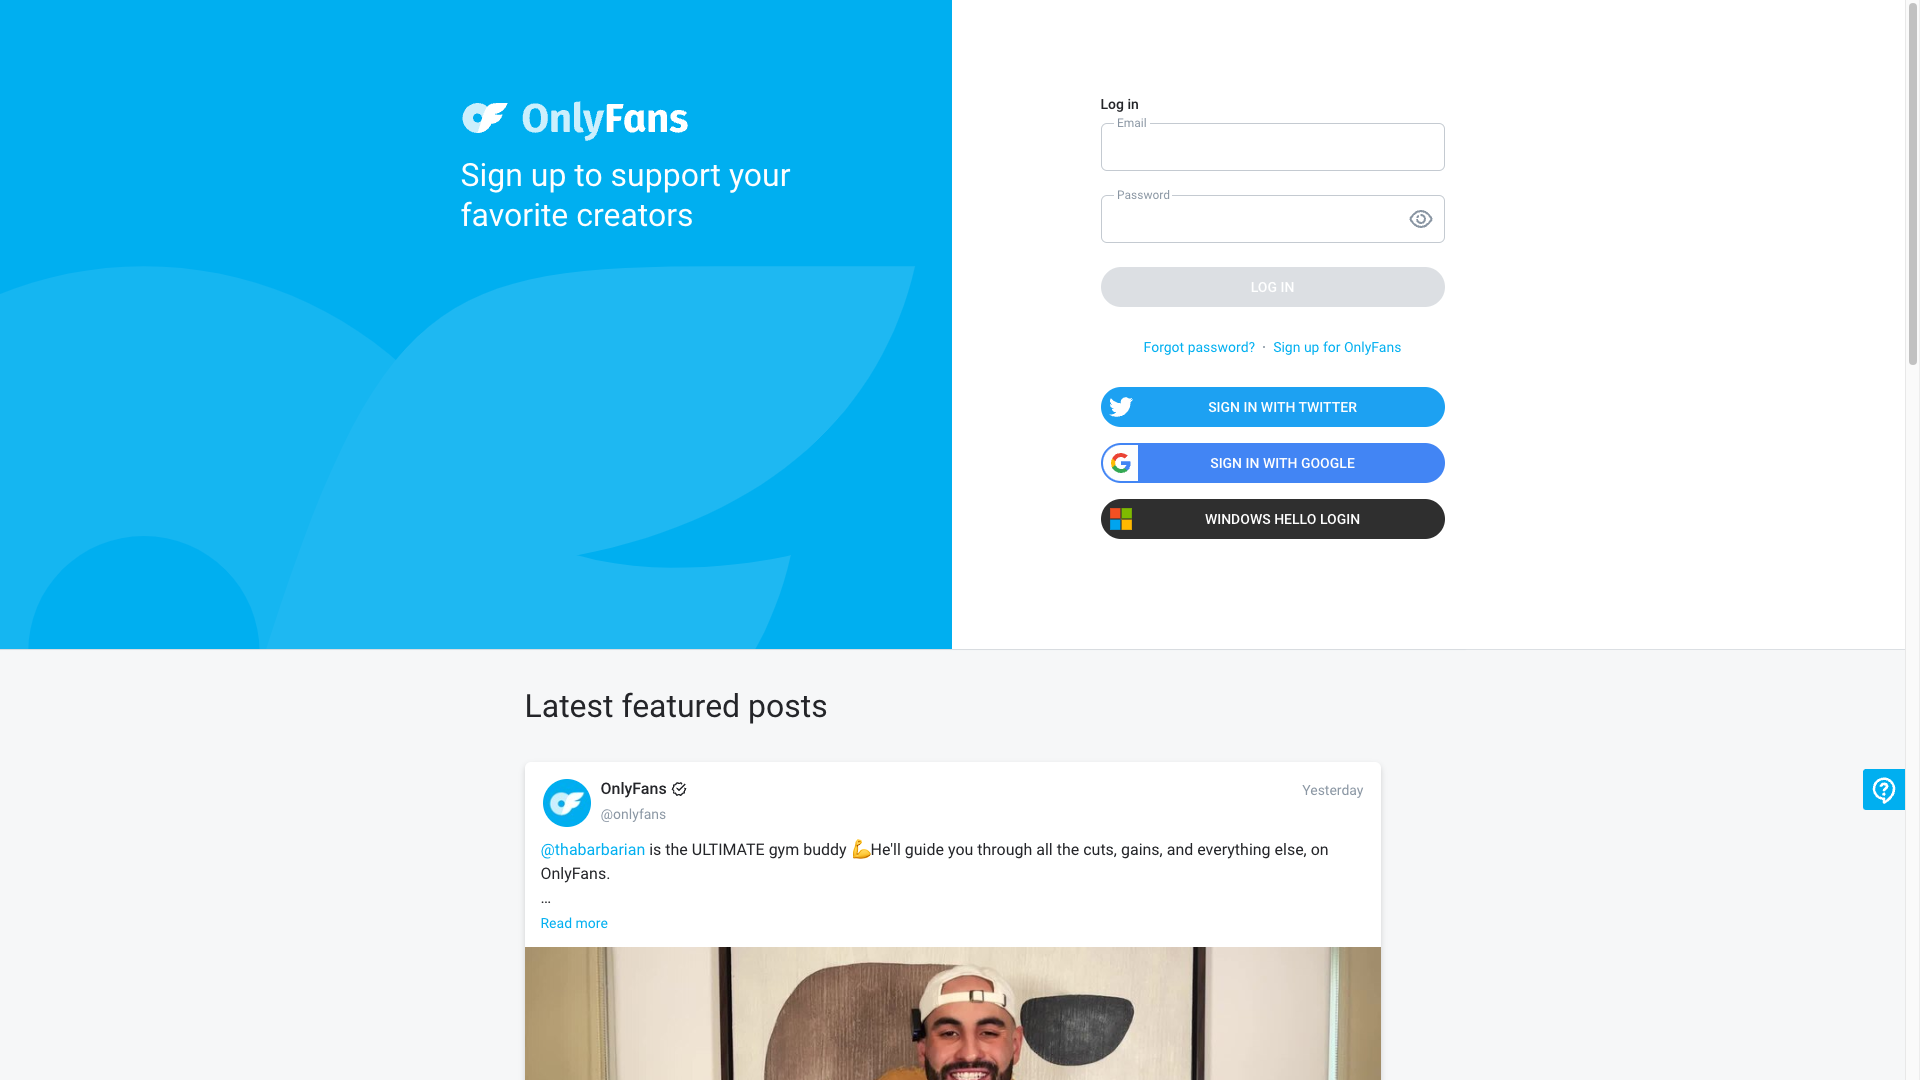 OnlyFans
Sign up to support your
favorite creators
Log in
Email
Password
LOG IN
Forgot password? · Sign up for OnlyFans
SIGN IN WITH TWITTER
SIGN IN WITH GOOGLE
WINDOWS HELLO LOGIN
Latest featured posts
OnlyFans
Yesterday
@onlyfans
@thabarbarian is the ULTIMATE gym buddy 💪He'll guide you through all the cuts, gains, and everything else, on
OnlyFans.
...
Read more